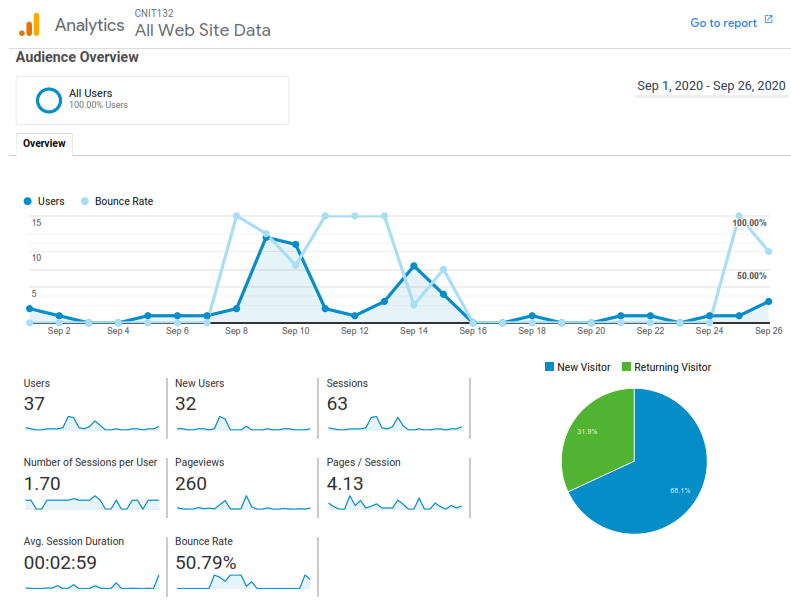 Analytics
CNIT132
All Web Site Data
Go to report
Audience Overview
All Users
100.00% Users
Sep 1, 2020 - Sep 26, 2020
Overview
Users
Bounce Rate
15
100.00%
10
50.00%
5
Sep 2 Sep 4 Sep 6 Sep 8 Sep 10 Sep 12 Sep 14 Sep 16 Sep 18 Sep 20 Sep 22 Sep 24 Sep 26
New Visitor
Returning Visitor
31.9%
68.1%
Users
37
New Users
32
Sessions
63
Number of Sessions per User
1.70
Pageviews
260
Pages / Session
4.13
Avg. Session Duration
00:02:59
Bounce Rate
50.79%